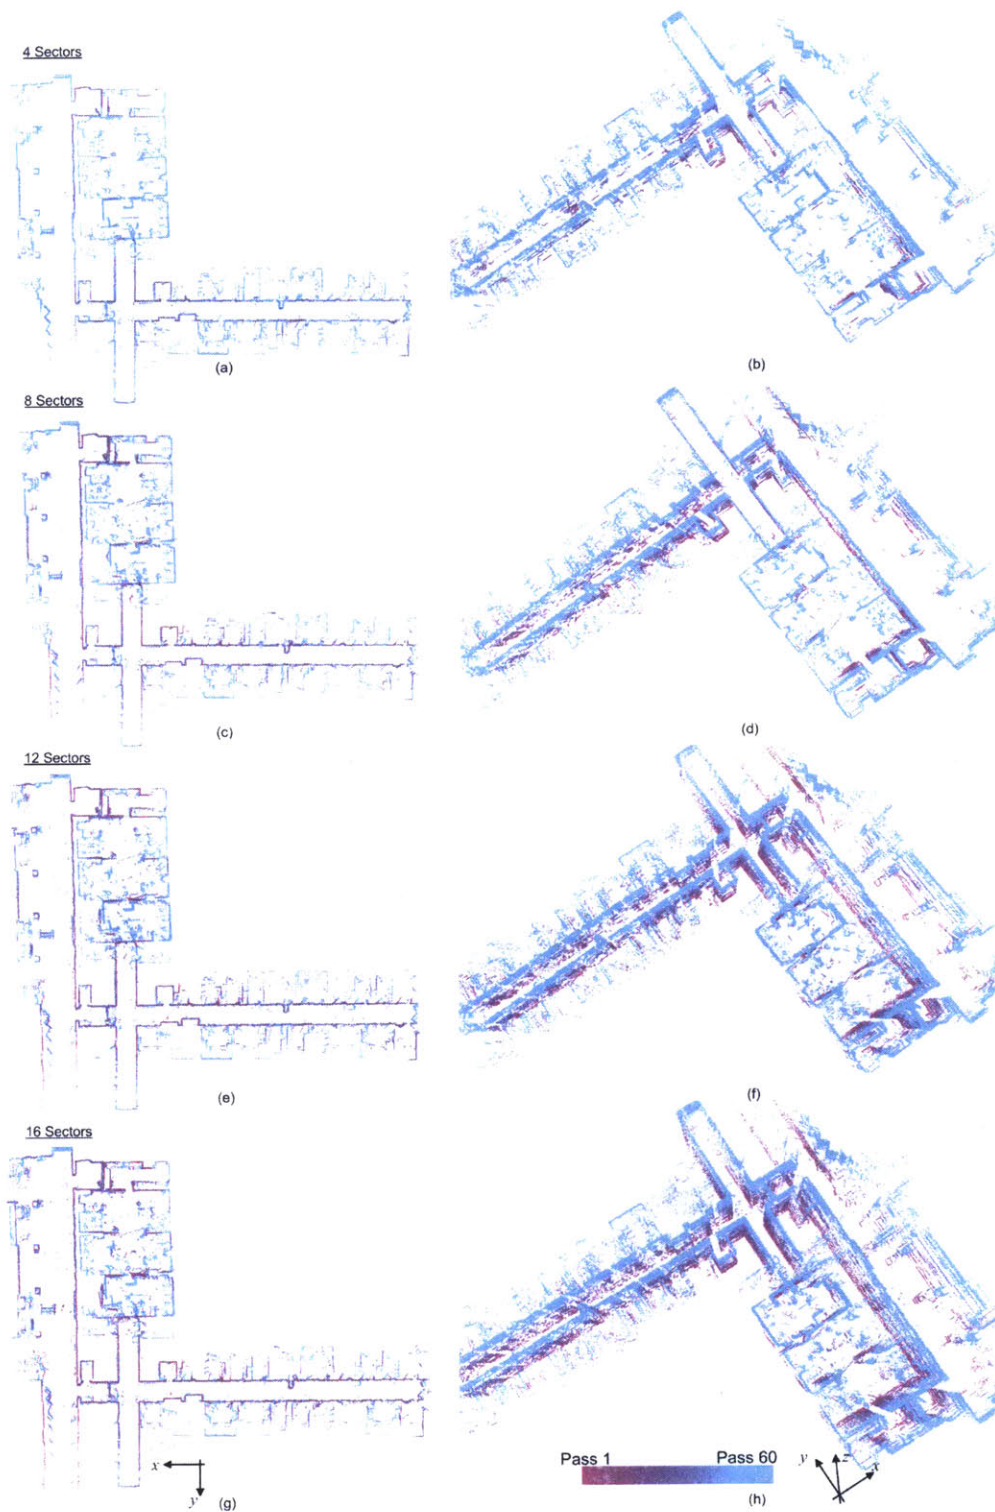 4 Sectors
(a)
(b)
8 Sectors
(c)
(d)
12 Sectors
(e)
(f)
16 Sectors
Pass 1 Pass 60
x
y
(g)
(h)
y z x